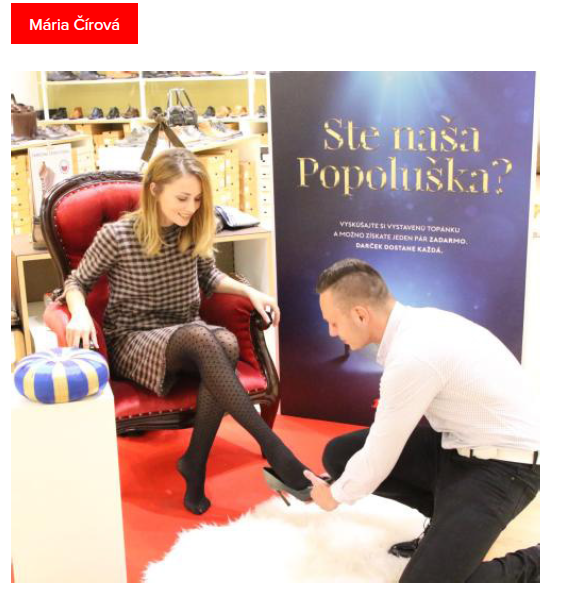 Mária Čírová
Ste naša
Popoluška?
VYSKÚŠAJTE SI VYSTAVENÚ TOPÁNKU
A MOŽNO ZÍSKATE JEDEN PÁR ZADARMO.
DARČEK DOSTANE KAŽDÁ.